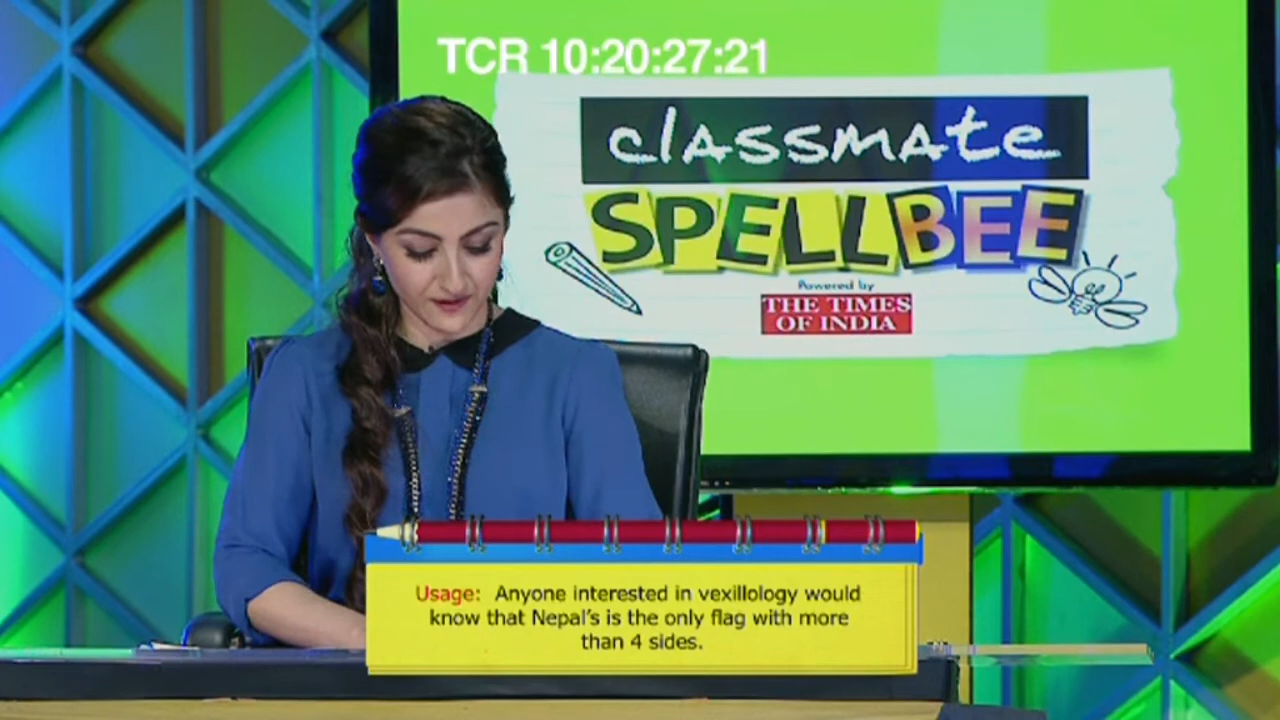 TCR 10:20:27:21
classmate
SPELLBEE
Powered by
THE TIMES
OF INDIA
Usage: Anyone interested in vexillology would
know that Nepal's is the only flag with more
than 4 sides.